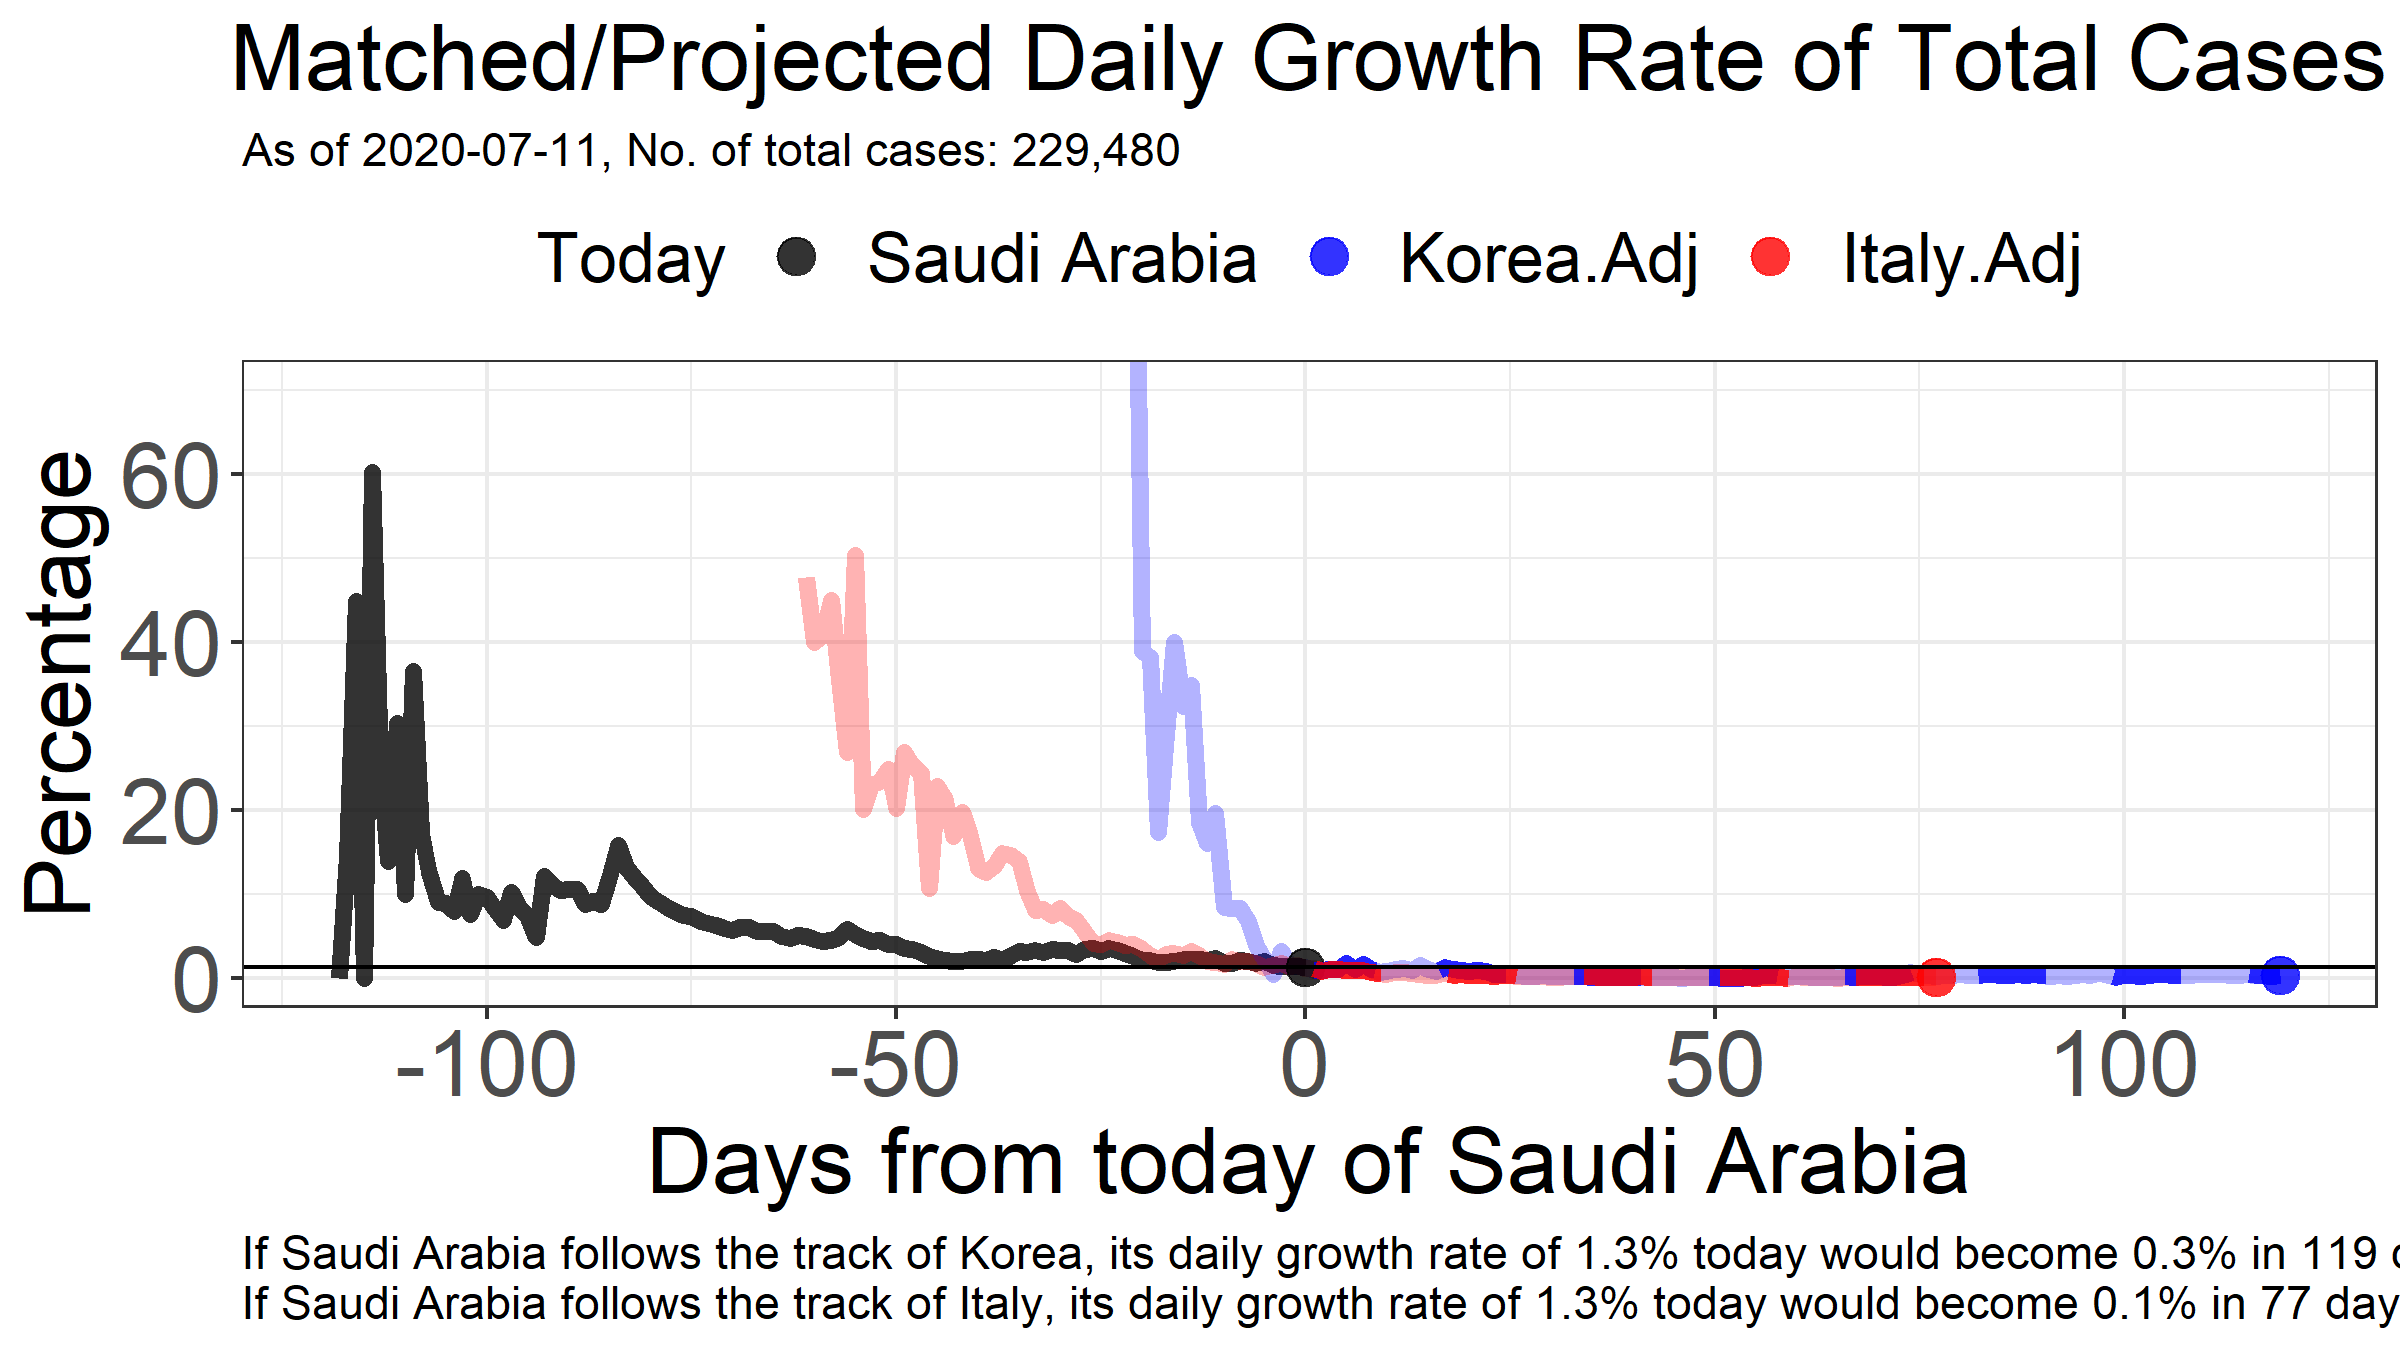 Matched/Projected Daily Growth Rate of Total Cases
As of 2020-07-11, No. of total cases: 229,480
Today Saudi Arabia Korea.Adj Italy.Adj
Percentage
60
40
20
0
-100 -50 0 50 100
Days from today of Saudi Arabia
If Saudi Arabia follows the track of Korea, its daily growth rate of 1.3% today would become 0.3% in 119
If Saudi Arabia follows the track of Italy, its daily growth rate of 1.3% today would become 0.1% in 77 day